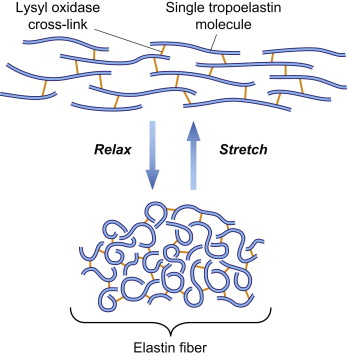 Lysyl oxidase
cross-link
Single tropoelastin
molecule
Relax
Stretch
Elastin fiber